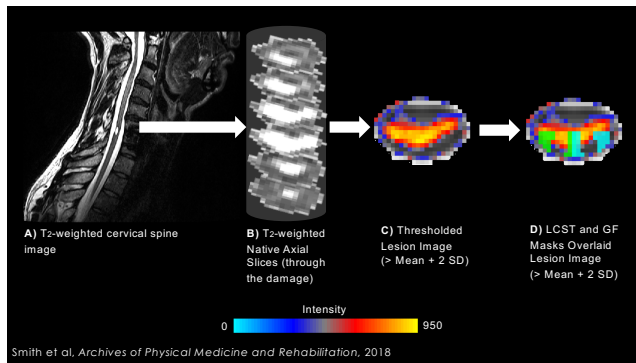 A) T2-weighted cervical spine
image
B) T2-weighted
Native Axial
Slices (through
the damage)
C) Thresholded
Lesion Image
(> Mean + 2 SD)
D) LCST and GF
Masks Overlaid
Lesion Image
(> Mean + 2 SD)
Intensity
0
950
Smith et al, Archives of Physical Medicine and Rehabilitation, 2018